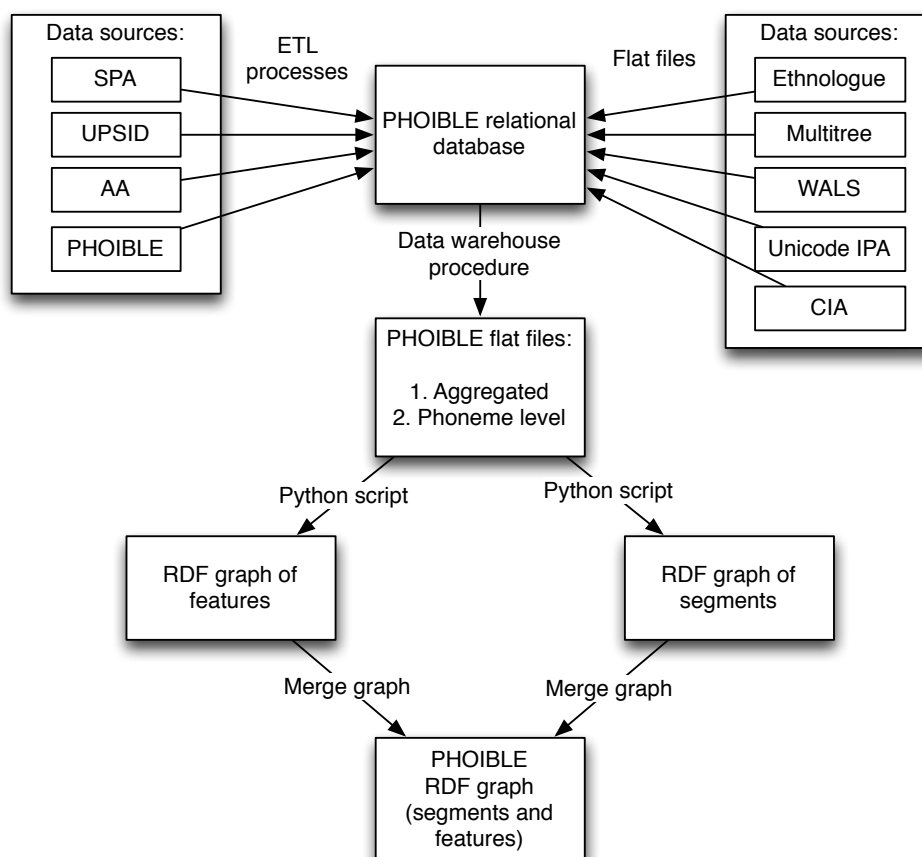 Data sources:
SPA
UPSID
AA
PHOIBLE
ETL
processes
PHOIBLE relational
database
Flat files
Data sources:
Ethnologue
Multitree
WALS
Unicode IPA
CIA
Data warehouse
procedure
PHOIBLE flat files:
1. Aggregated
2. Phoneme level
Python script
Python script
RDF graph of
features
RDF graph of
segments
Merge graph
Merge graph
PHOIBLE
RDF graph
(segments and
features)